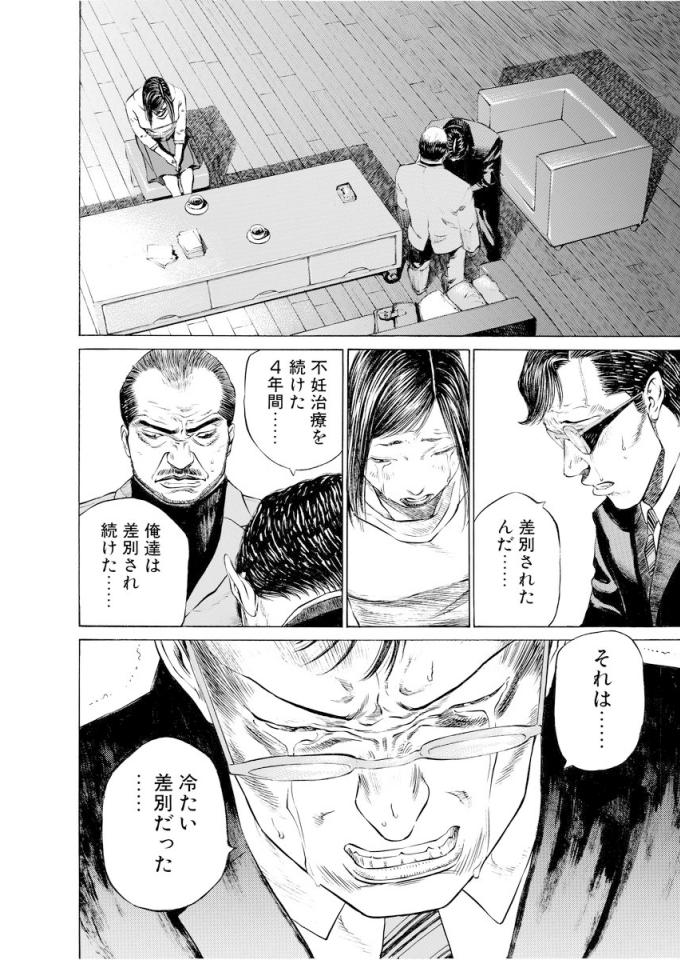 差別された
んだ……
不妊治療を
続けた
４年間……
俺達は
差別され
続けた……
それは……
冷たい
差別だった
……